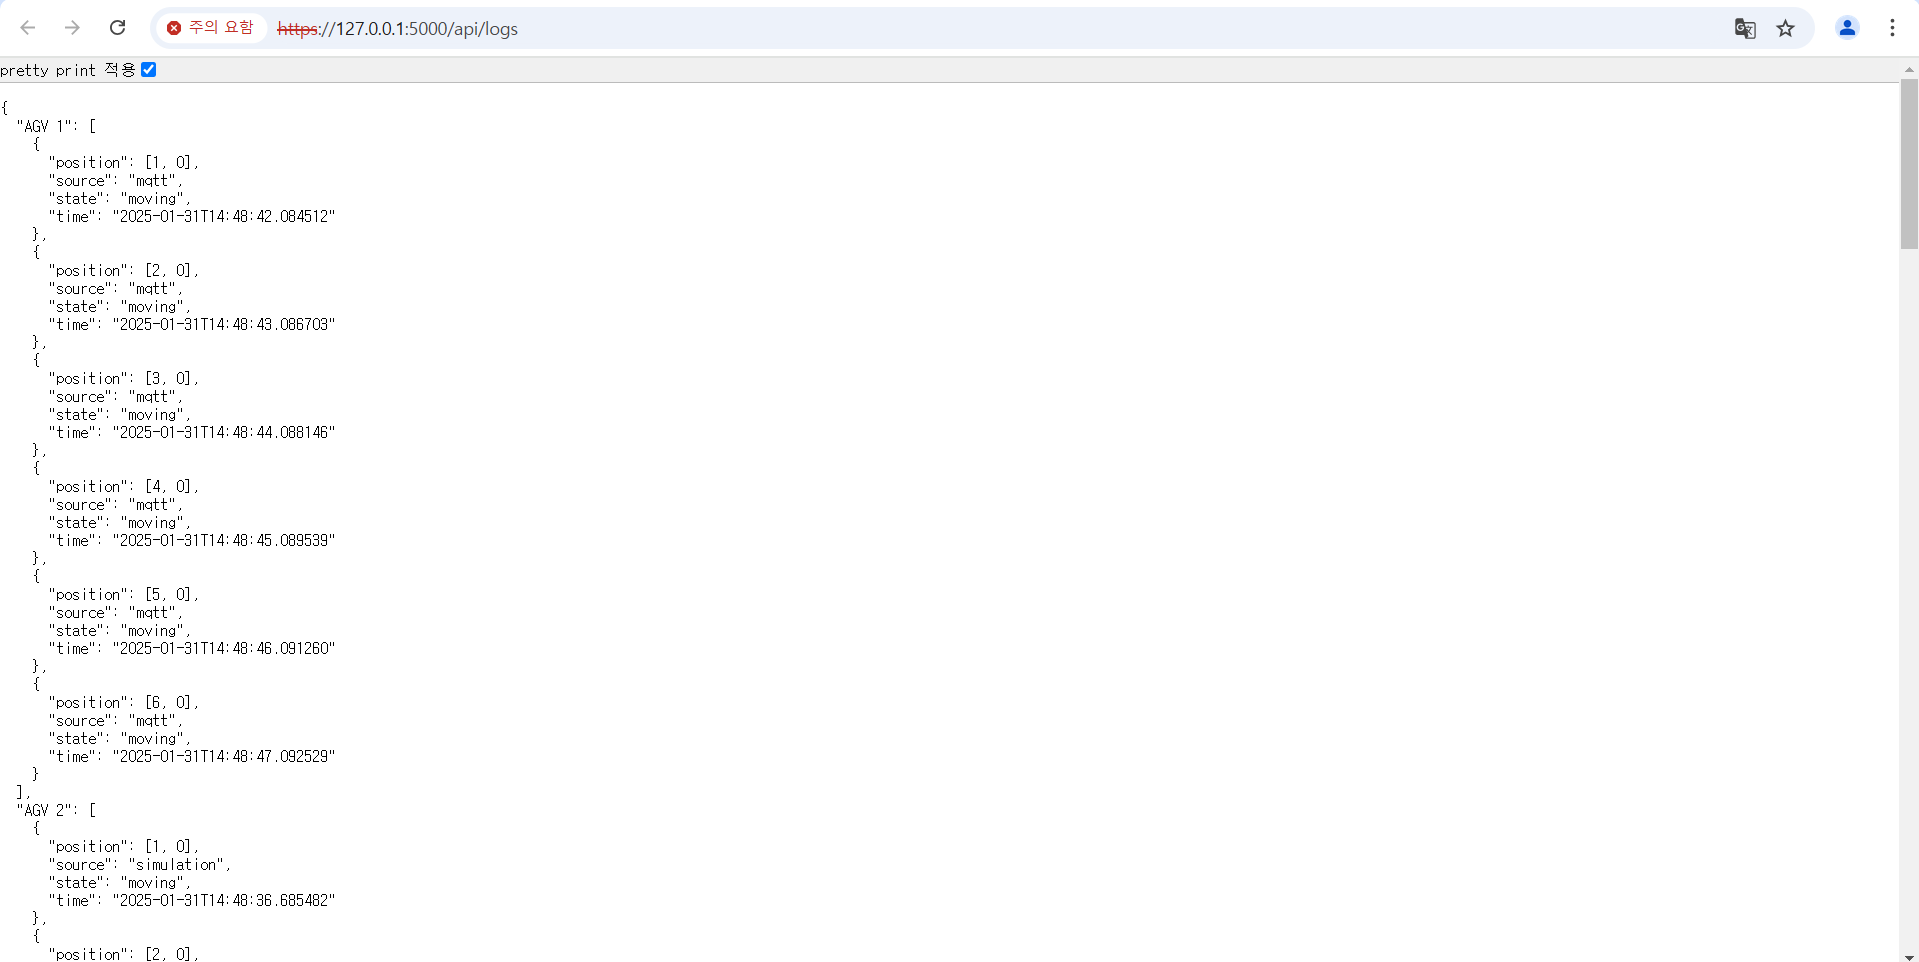 주의 요함 https://127.0.0.1:5000/api/logs
pretty print 적용
{
  "AGV 1": [
    {
      "position": [1, 0],
      "source": "mqtt",
      "state": "moving",
      "time": "2025-01-31T14:48:42.084512"
    },
    {
      "position": [2, 0],
      "source": "mqtt",
      "state": "moving",
      "time": "2025-01-31T14:48:43.086703"
    },
    {
      "position": [3, 0],
      "source": "mqtt",
      "state": "moving",
      "time": "2025-01-31T14:48:44.088146"
    },
    {
      "position": [4, 0],
      "source": "mqtt",
      "state": "moving",
      "time": "2025-01-31T14:48:45.089539"
    },
    {
      "position": [5, 0],
      "source": "mqtt",
      "state": "moving",
      "time": "2025-01-31T14:48:46.091260"
    },
    {
      "position": [6, 0],
      "source": "mqtt",
      "state": "moving",
      "time": "2025-01-31T14:48:47.092529"
    }
  ],
  "AGV 2": [
    {
      "position": [1, 0],
      "source": "simulation",
      "state": "moving",
      "time": "2025-01-31T14:48:36.685482"
    },
    {
      "position": [2, 0],